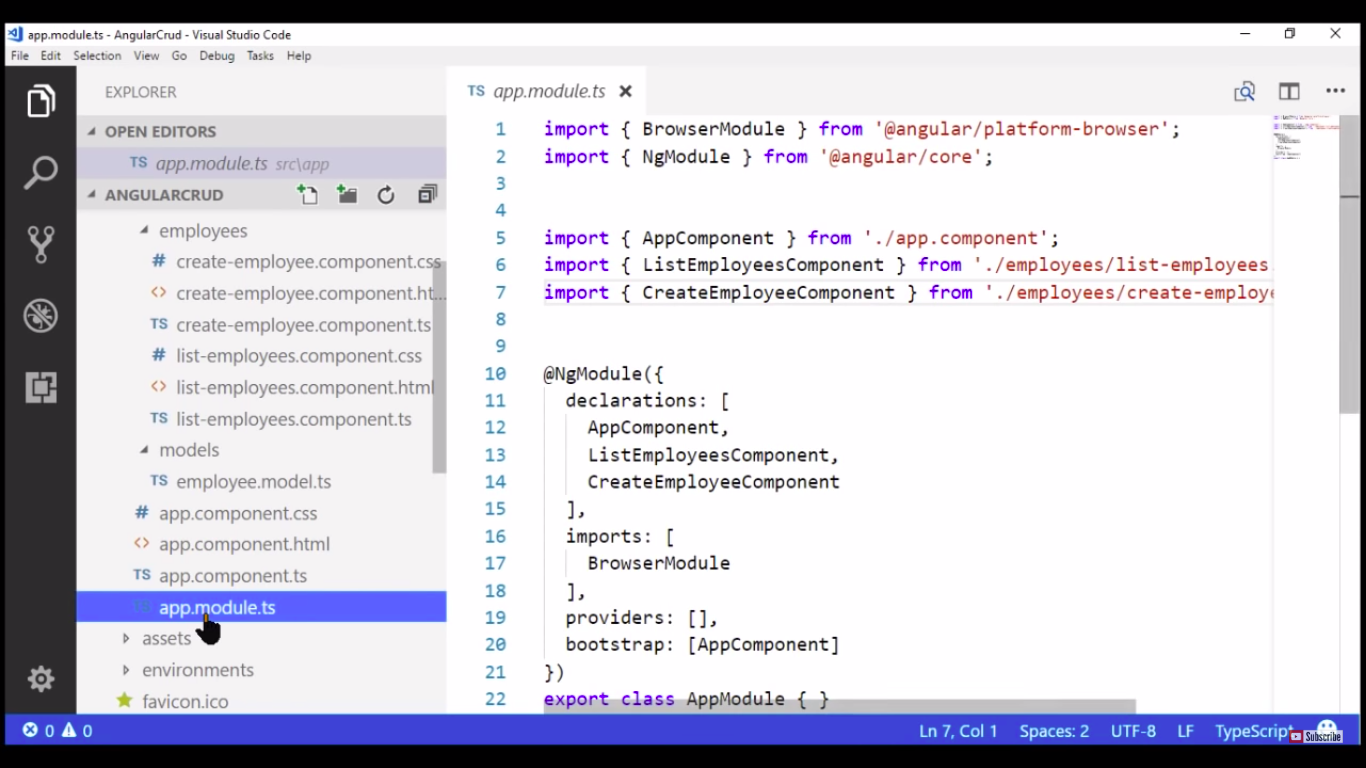 app.module.ts - AngularCrud - Visual Studio Code
File Edit Selection View Go Debug Tasks Help
EXPLORER
OPEN EDITORS
TS app.module.ts src\app
ANGULARCRUD
employees
# create-employee.component.css
<> create-employee.component.ht...
TS create-employee.component.ts
# list-employees.component.css
<> list-employees.component.html
TS list-employees.component.ts
models
TS employee.model.ts
# app.component.css
<> app.component.html
TS app.component.ts
TS app.module.ts
assets
environments
favicon.ico
TS app.module.ts
1 import { BrowserModule } from '@angular/platform-browser';
2 import { NgModule } from '@angular/core';
3
4
5 import { AppComponent } from './app.component';
6 import { ListEmployeesComponent } from './employees/list-employees.
7 import { CreateEmployeeComponent } from './employees/create-employe
8
9
10 @NgModule({
11 declarations: [
12 AppComponent,
13 ListEmployeesComponent,
14 CreateEmployeeComponent
15 ],
16 imports: [
17 BrowserModule
18 ],
19 providers: [],
20 bootstrap: [AppComponent]
21 })
22 export class AppModule { }
0 0 Ln 7, Col 1 Spaces: 2 UTF-8 LF TypeScript
Subscribe